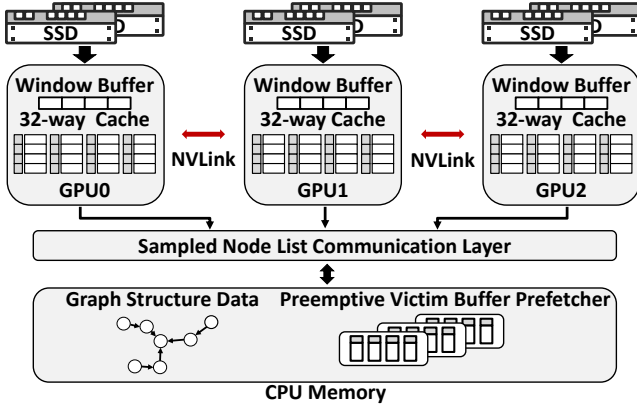 SSD SSD SSD
Window Buffer Window Buffer Window Buffer
32-way Cache 32-way Cache 32-way Cache
NVLink NVLink
GPU0 GPU1 GPU2
Sampled Node List Communication Layer
Graph Structure Data Preemptive Victim Buffer Prefetcher
CPU Memory